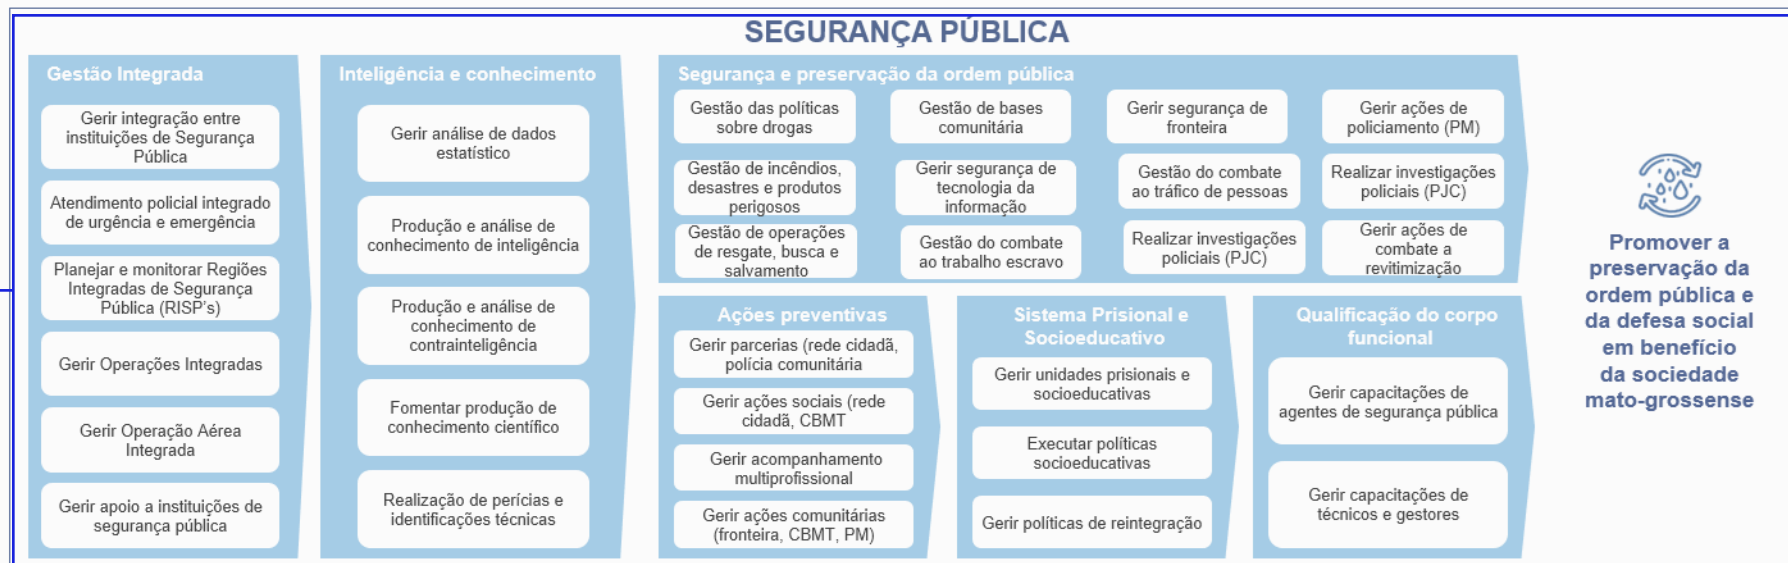 SEGURANÇA PÚBLICA
Gestão Integrada
Gerir integração entre
instituições de Segurança
Pública
Atendimento policial integrado
de urgência e emergência
Planejar e monitorar Regiões
Integradas de Segurança
Pública (RISP's)
Gerir Operações Integradas
Gerir Operação Aérea
Integrada
Gerir apoio a instituições de
segurança pública
Inteligência e conhecimento
Gerir análise de dados
estatístico
Produção e análise de
conhecimento de inteligência
Produção e análise de
conhecimento de
contrainteligência
Fomentar produção de
conhecimento científico
Realização de perícias e
identificações técnicas
Segurança e preservação da ordem pública
Gestão das políticas
sobre drogas
Gestão de bases
comunitária
Gerir segurança de
fronteira
Gerir ações de
policiamento (PM)
Gestão de incêndios,
desastres e produtos
perigosos
Gerir segurança de
tecnologia da
informação
Gestão do combate
ao tráfico de pessoas
Realizar investigações
policiais (PJC)
Gestão de operações
de resgate, busca e
salvamento
Gestão do combate
ao trabalho escravo
Realizar investigações
policiais (PJC)
Gerir ações de
combate a
revitimização
Ações preventivas
Gerir parcerias (rede cidadã,
polícia comunitária
Gerir ações sociais (rede
cidadã, CBMT
Gerir acompanhamento
multiprofissional
Gerir ações comunitárias
(fronteira, CBMT, PM)
Sistema Prisional e
Socioeducativo
Gerir unidades prisionais e
socioeducativas
Executar políticas
socioeducativas
Gerir políticas de reintegração
Qualificação do corpo
funcional
Gerir capacitações de
agentes de segurança pública
Gerir capacitações de
técnicos e gestores
Promover a
preservação da
ordem pública e
da defesa social
em benefício
da sociedade
mato-grossense